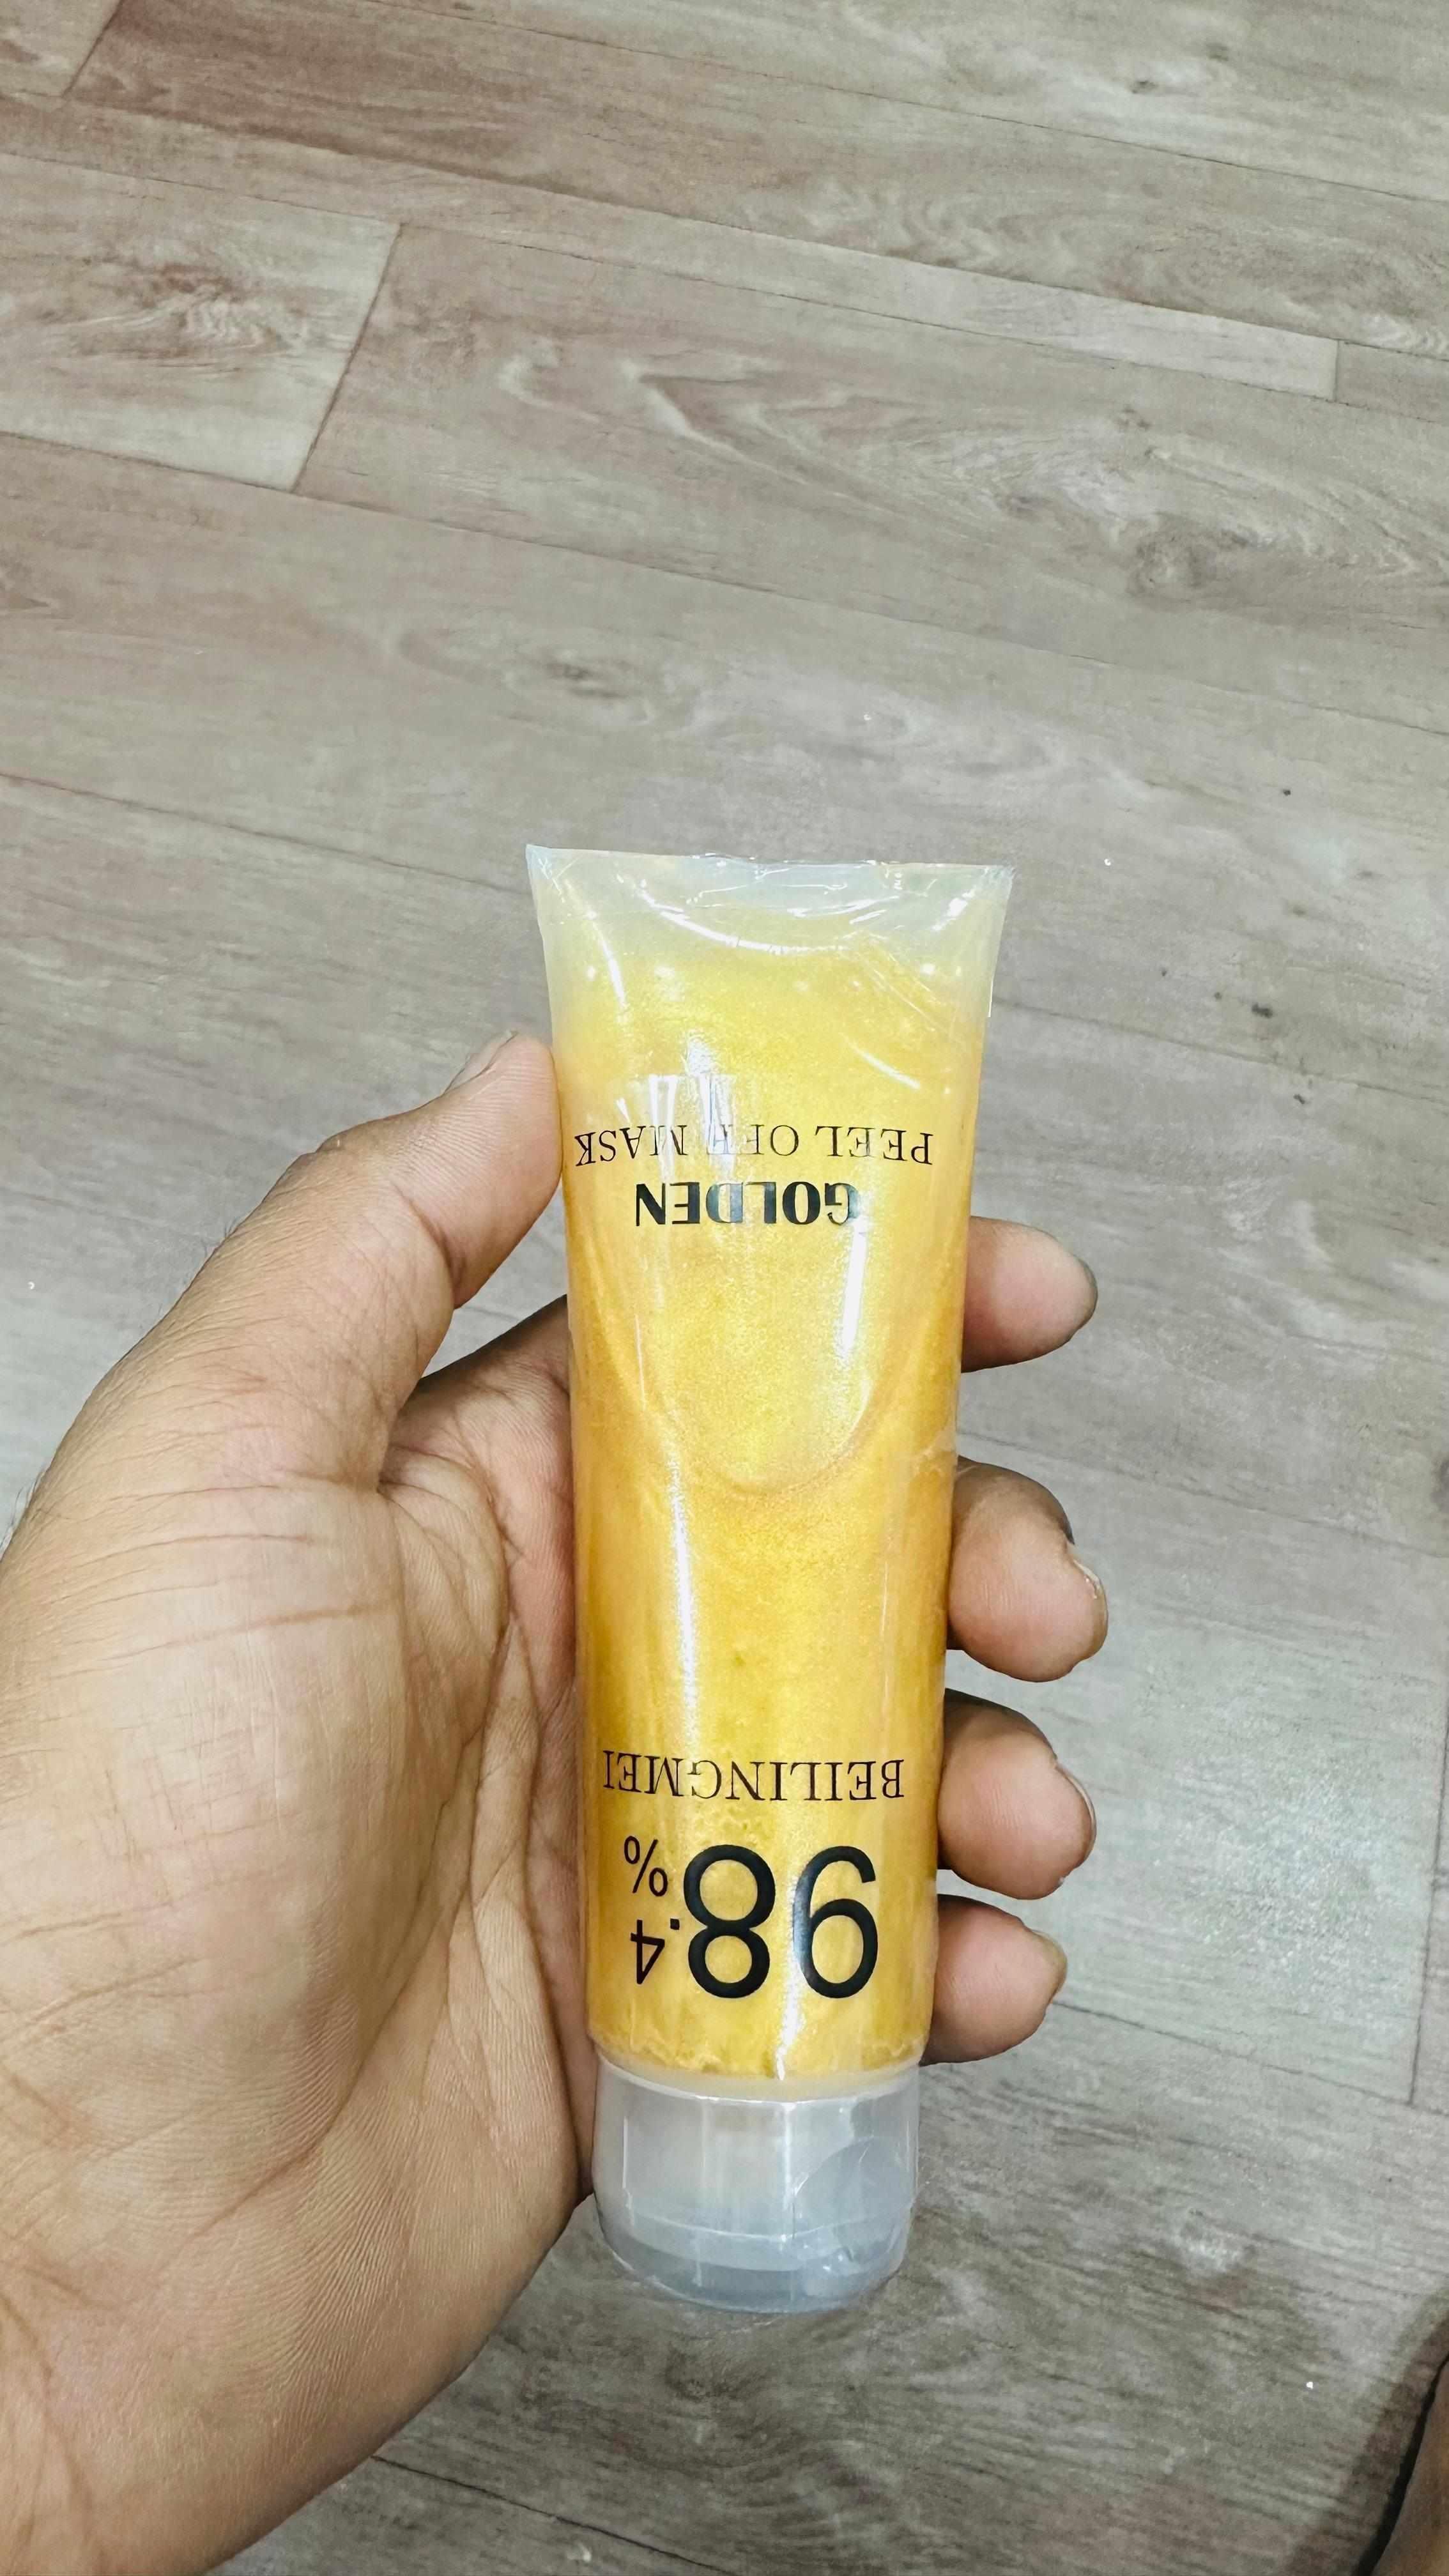 98.4%
BEILINGMEI
GOLDEN
PEEL OFF MASK